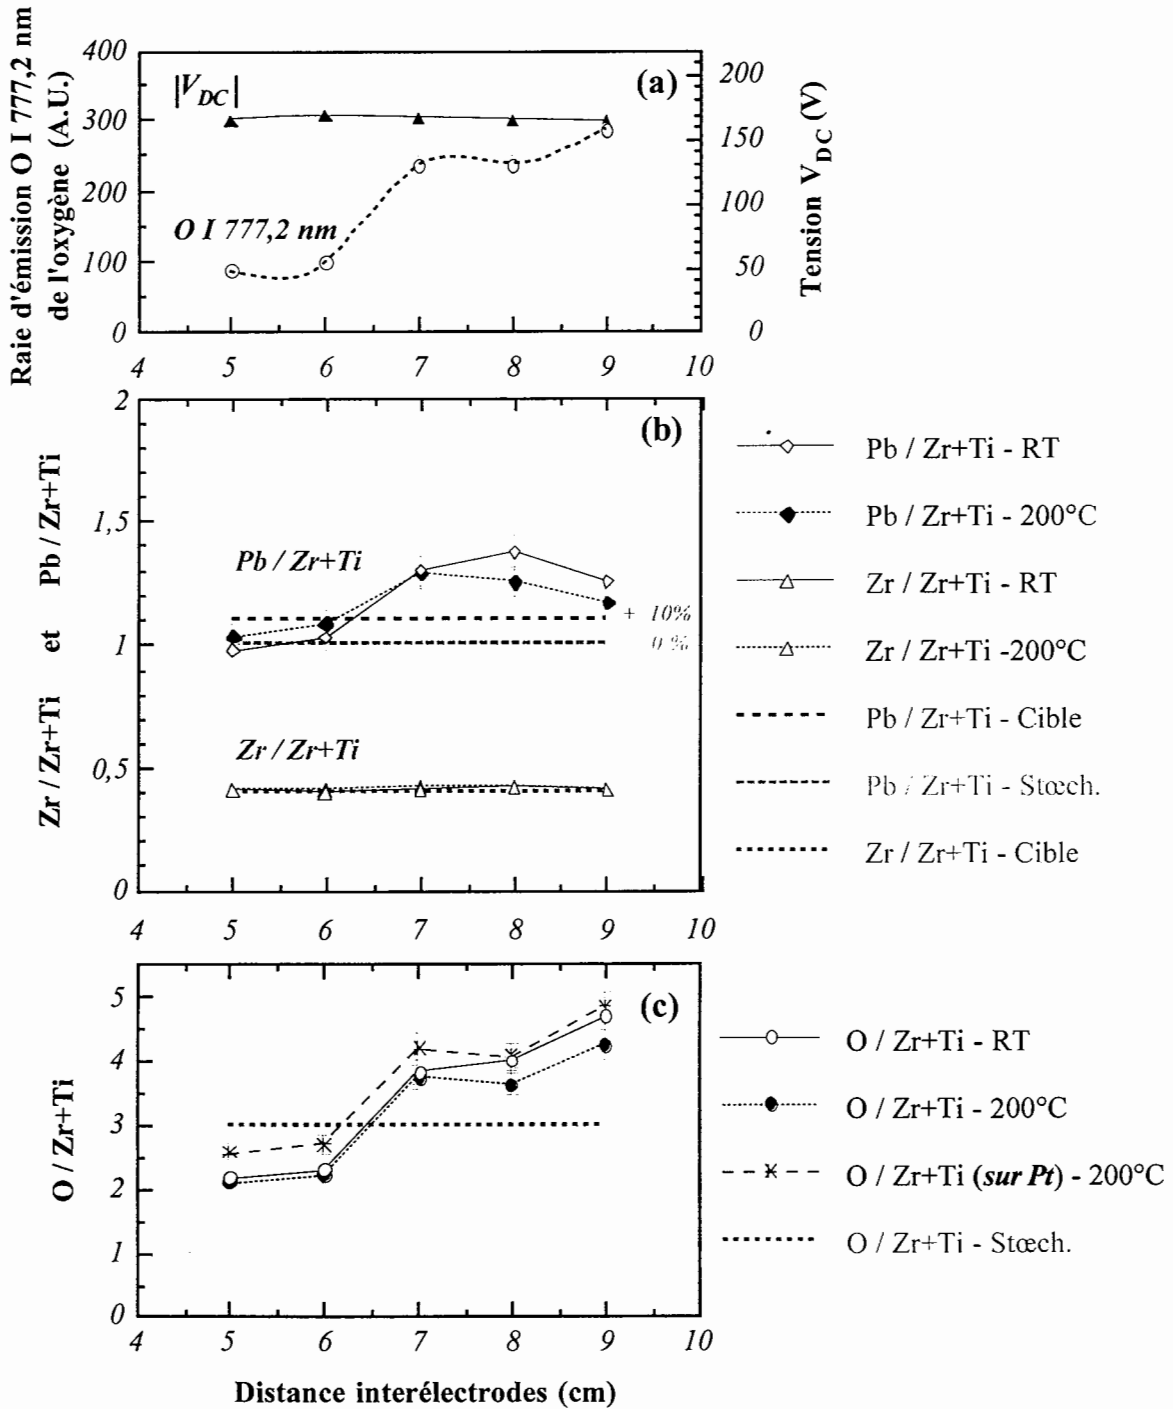 Raie d'émission O I 777,2 nm
de l'oxygène (A.U.)
400
300
200
100
0
|V_DC|
O I 777,2 nm
(a)
200
150
100
50
0
Tension V_DC (V)
4 5 6 7 8 9 10
Zr / Zr+Ti et Pb / Zr+Ti
2
1,5
1
0,5
0
(b)
Pb / Zr+Ti
+ 10%
0 %
Zr / Zr+Ti
4 5 6 7 8 9 10
Pb / Zr+Ti - RT
Pb / Zr+Ti - 200°C
Zr / Zr+Ti - RT
Zr / Zr+Ti -200°C
Pb / Zr+Ti - Cible
Pb / Zr+Ti - Stœch.
Zr / Zr+Ti - Cible
O / Zr+Ti
5
4
3
2
1
0
(c)
4 5 6 7 8 9 10
Distance interélectrodes (cm)
O / Zr+Ti - RT
O / Zr+Ti - 200°C
O / Zr+Ti (sur Pt) - 200°C
O / Zr+Ti - Stœch.